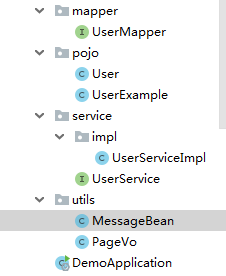 mapper
UserMapper
pojo
User
UserExample
service
impl
UserServiceImpl
UserService
utils
MessageBean
PageVo
DemoApplication